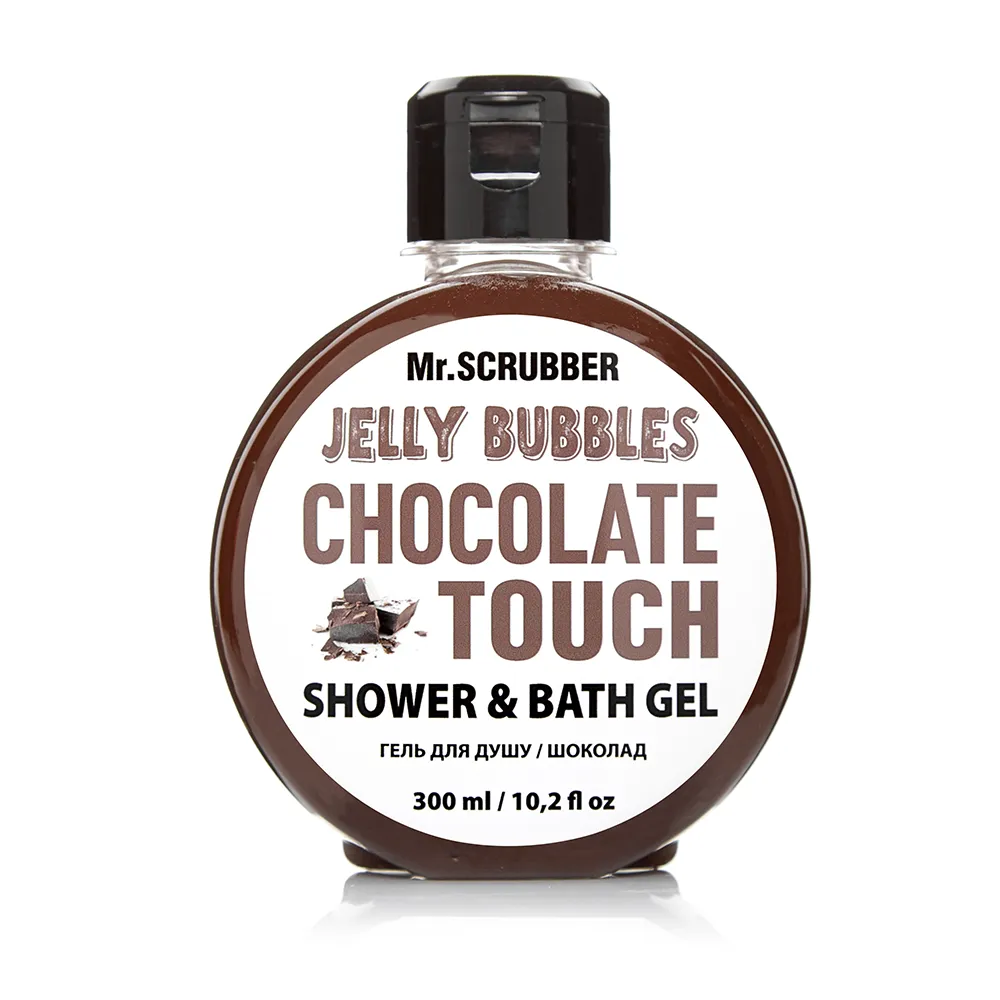 Mr.SCRUBBER
JELLY BUBBLES
CHOCOLATE
TOUCH
SHOWER & BATH GEL
ГЕЛЬ ДЛЯ ДУШУ / ШОКОЛАД
300 ml / 10,2 fl oz